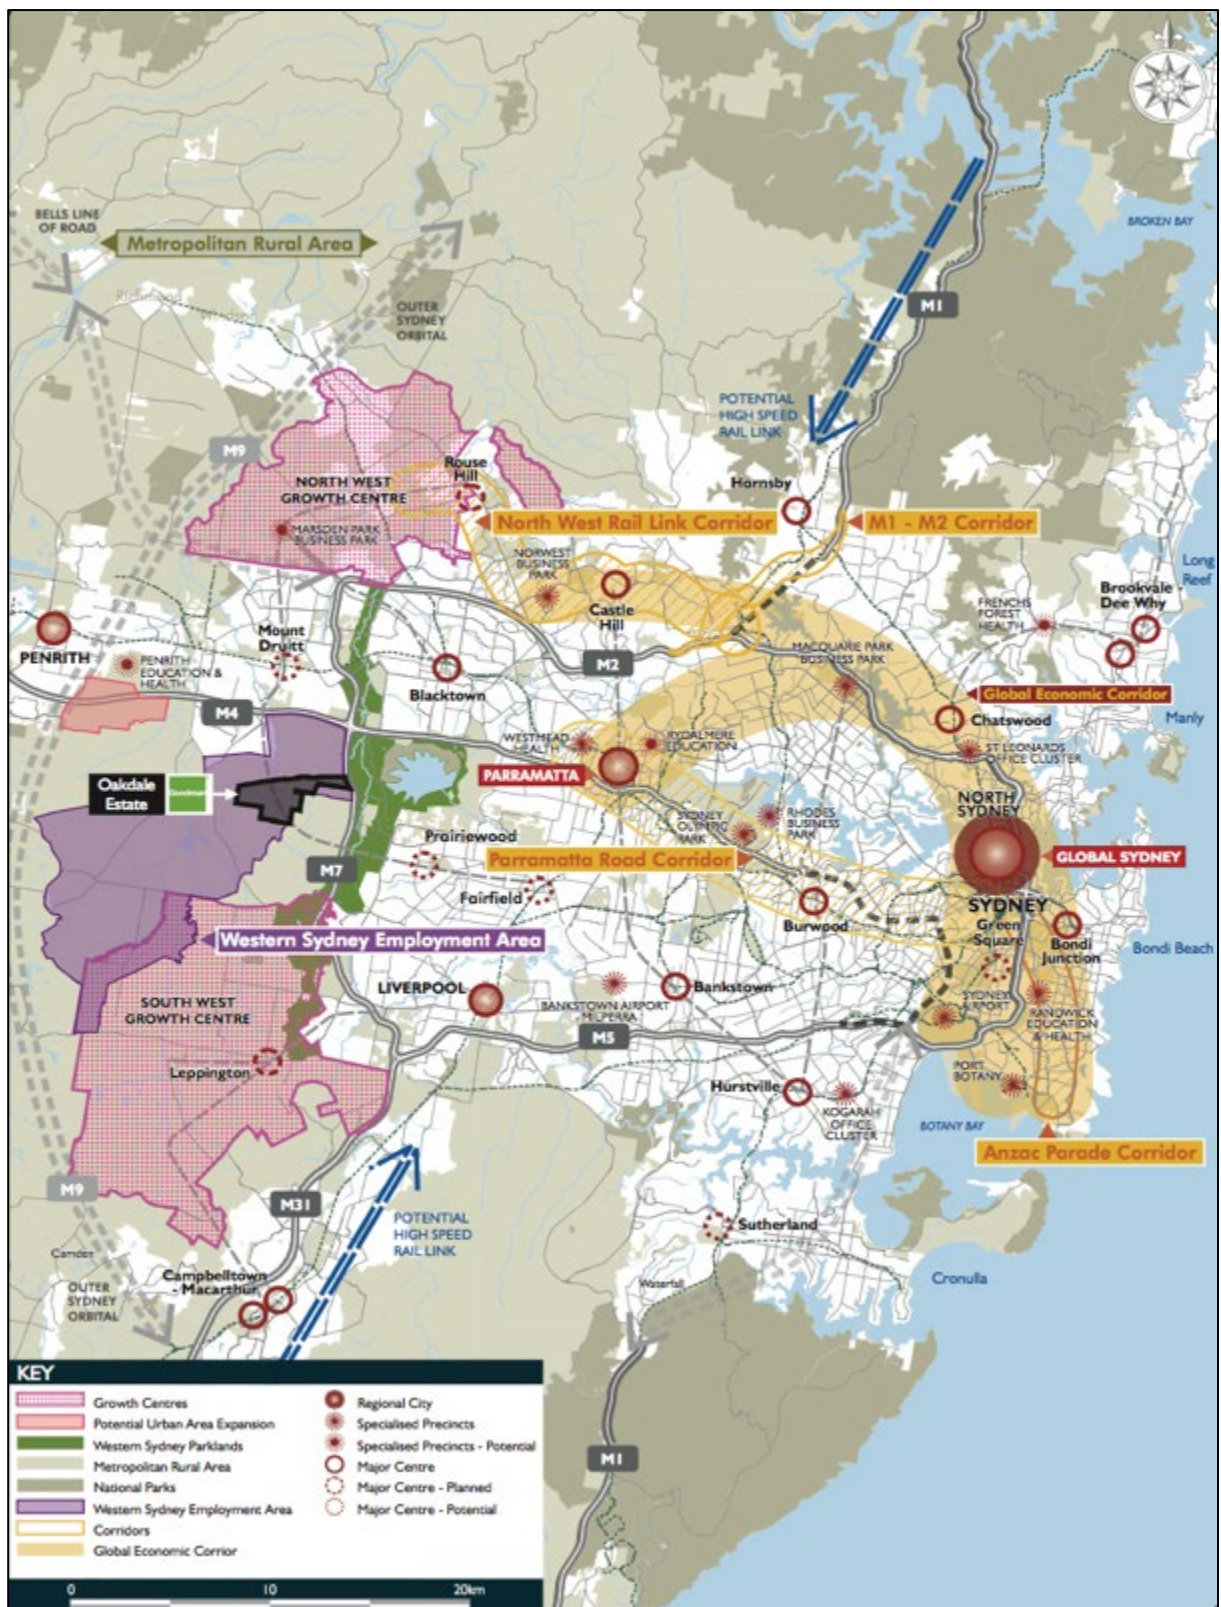 BROKEN BAY
BELLS LINE
OF ROAD
Metropolitan Rural Area
Richmond
OUTER
SYDNEY
ORBITAL
M1
POTENTIAL
HIGH SPEED
RAIL LINK
M9
Rouse
Hill
NORTH WEST
GROWTH CENTRE
Hornsby
North West Rail Link Corridor
M1 - M2 Corridor
MARSDEN PARK
BUSINESS PARK
NORWEST
BUSINESS
PARK
Long
Reef
Castle
Hill
Brookvale -
Dee Why
FRENCHS
FOREST
HEALTH
Mount
Druitt
PENRITH
PENRITH
EDUCATION &
HEALTH
M2
Blacktown
MACQUARIE PARK
BUSINESS PARK
Global Economic Corridor
Chatswood
Manly
M4
WESTMEAD
HEALTH
RYDALMERE
EDUCATION
ST LEONARDS
OFFICE CLUSTER
PARRAMATTA
Oakdale
Estate
Goodman
NORTH
SYDNEY
SYDNEY
OLYMPIC
PARK
RHODES
BUSINESS
PARK
Prairiewood
Parramatta Road Corridor
GLOBAL SYDNEY
M7
Fairfield
SYDNEY
Burwood
Green
Square
Bondi
Junction
Bondi Beach
Western Sydney Employment Area
LIVERPOOL
BANKSTOWN AIRPORT
- MILPERRA
Bankstown
SOUTH WEST
GROWTH CENTRE
SYDNEY
AIRPORT
RANDWICK
EDUCATION
& HEALTH
M5
Leppington
Hurstville
PORT
BOTANY
KOGARAH
OFFICE
CLUSTER
BOTANY BAY
Anzac Parade Corridor
M9
M31
POTENTIAL
HIGH SPEED
RAIL LINK
Sutherland
Camden
Campbelltown
- Macarthur
OUTER
SYDNEY
ORBITAL
Waterfall
Cronulla
M1
KEY
Growth Centres
Potential Urban Area Expansion
Western Sydney Parklands
Metropolitan Rural Area
National Parks
Western Sydney Employment Area
Corridors
Global Economic Corrior
Regional City
Specialised Precincts
Specialised Precincts - Potential
Major Centre
Major Centre - Planned
Major Centre - Potential
0 10 20km